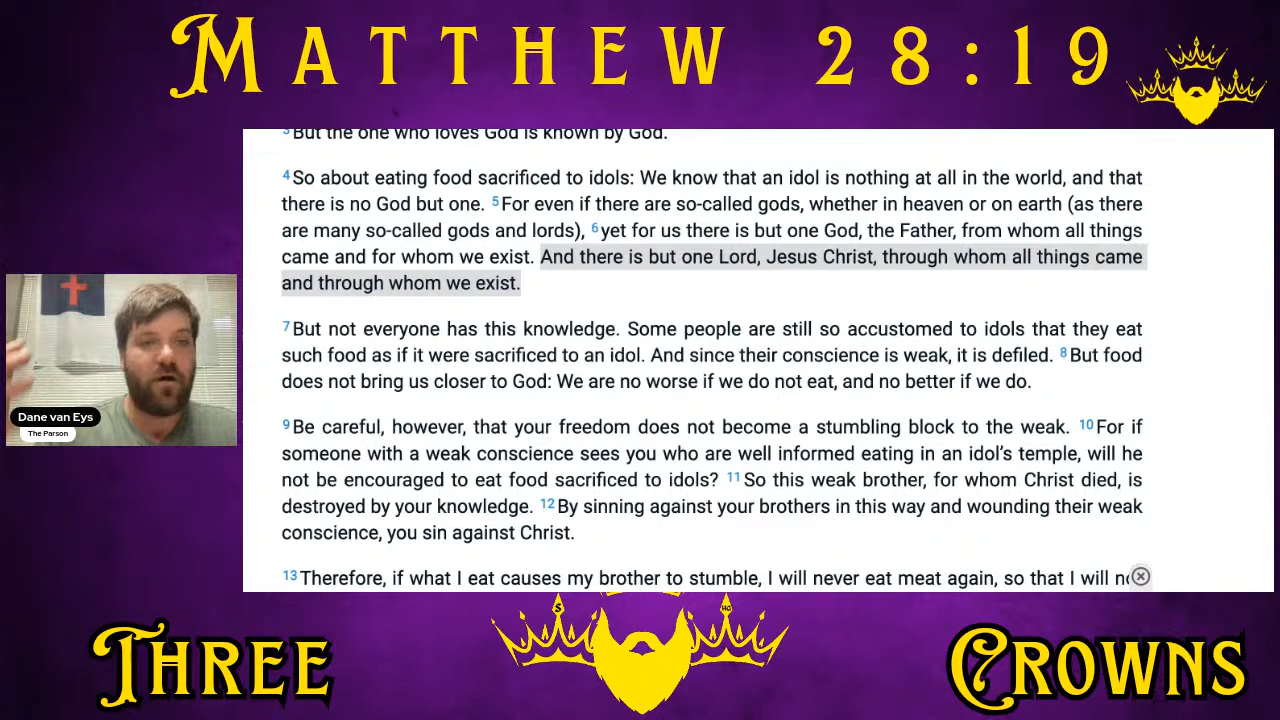 MATTHEW 28:19
3 But the one who loves God is known by God.
4 So about eating food sacrificed to idols: We know that an idol is nothing at all in the world, and that
there is no God but one. 5 For even if there are so-called gods, whether in heaven or on earth (as there
are many so-called gods and lords), 6 yet for us there is but one God, the Father, from whom all things
came and for whom we exist. And there is but one Lord, Jesus Christ, through whom all things came
and through whom we exist.
7 But not everyone has this knowledge. Some people are still so accustomed to idols that they eat
such food as if it were sacrificed to an idol. And since their conscience is weak, it is defiled. 8 But food
does not bring us closer to God: We are no worse if we do not eat, and no better if we do.
9 Be careful, however, that your freedom does not become a stumbling block to the weak. 10 For if
someone with a weak conscience sees you who are well informed eating in an idol’s temple, will he
not be encouraged to eat food sacrificed to idols? 11 So this weak brother, for whom Christ died, is
destroyed by your knowledge. 12 By sinning against your brothers in this way and wounding their weak
conscience, you sin against Christ.
13 Therefore, if what I eat causes my brother to stumble, I will never eat meat again, so that I will
Dane van Eys
The Parson
S
HG
THREE
CROWNS